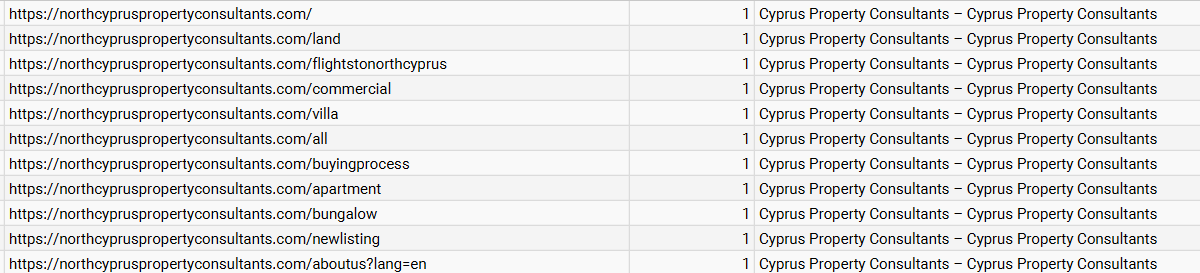 https://northcypruspropertyconsultants.com/ 1 Cyprus Property Consultants – Cyprus Property Consultants
https://northcypruspropertyconsultants.com/land 1 Cyprus Property Consultants – Cyprus Property Consultants
https://northcypruspropertyconsultants.com/flightstonorthcyprus 1 Cyprus Property Consultants – Cyprus Property Consultants
https://northcypruspropertyconsultants.com/commercial 1 Cyprus Property Consultants – Cyprus Property Consultants
https://northcypruspropertyconsultants.com/villa 1 Cyprus Property Consultants – Cyprus Property Consultants
https://northcypruspropertyconsultants.com/all 1 Cyprus Property Consultants – Cyprus Property Consultants
https://northcypruspropertyconsultants.com/buyingprocess 1 Cyprus Property Consultants – Cyprus Property Consultants
https://northcypruspropertyconsultants.com/apartment 1 Cyprus Property Consultants – Cyprus Property Consultants
https://northcypruspropertyconsultants.com/bungalow 1 Cyprus Property Consultants – Cyprus Property Consultants
https://northcypruspropertyconsultants.com/newlisting 1 Cyprus Property Consultants – Cyprus Property Consultants
https://northcypruspropertyconsultants.com/aboutus?lang=en 1 Cyprus Property Consultants – Cyprus Property Consultants